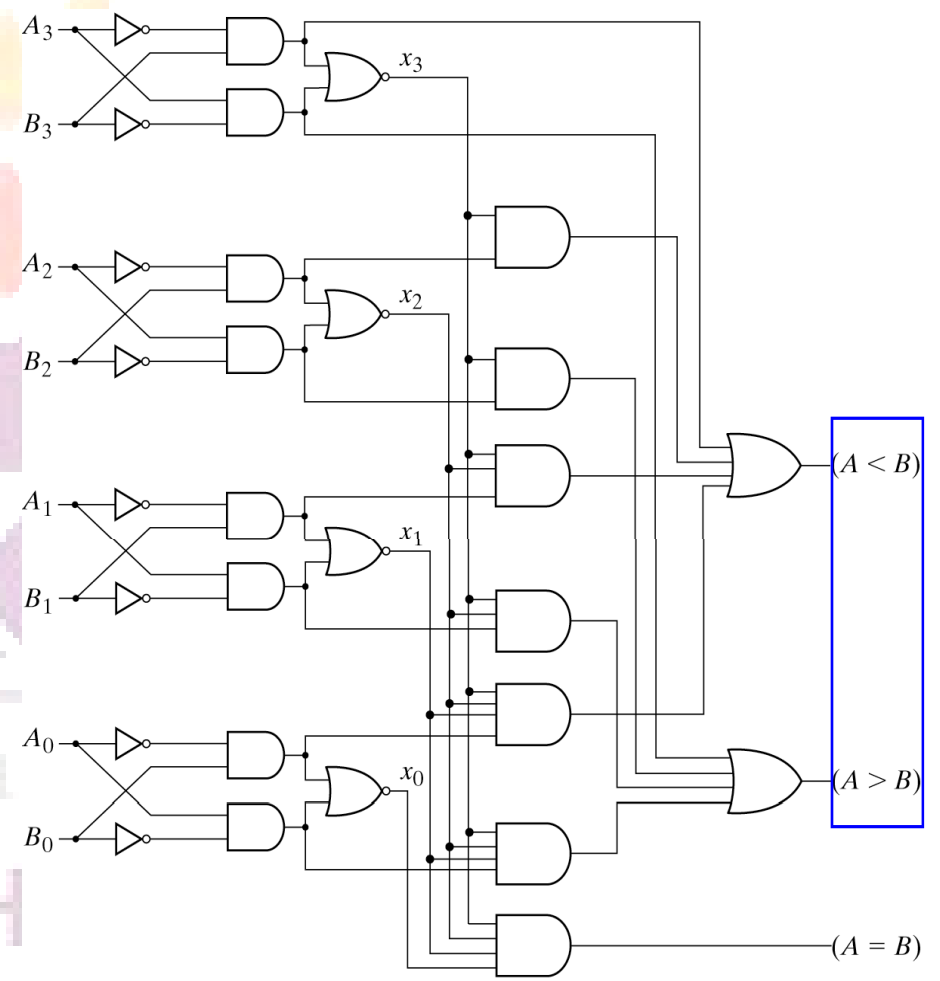 A3
x3
B3
A2
x2
B2
(A < B)
A1
x1
B1
A0
x0
(A > B)
B0
(A = B)